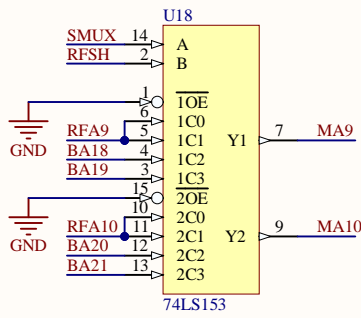 U18
SMUX 14 A
RFSH 2 B
1 1OE
6 1C0
RFA9 5 1C1 Y1 7 MA9
GND
BA18 4 1C2
BA19 3 1C3
15 2OE
10 2C0
RFA10 11 2C1 Y2 9 MA10
GND
BA20 12 2C2
BA21 13 2C3
74LS153